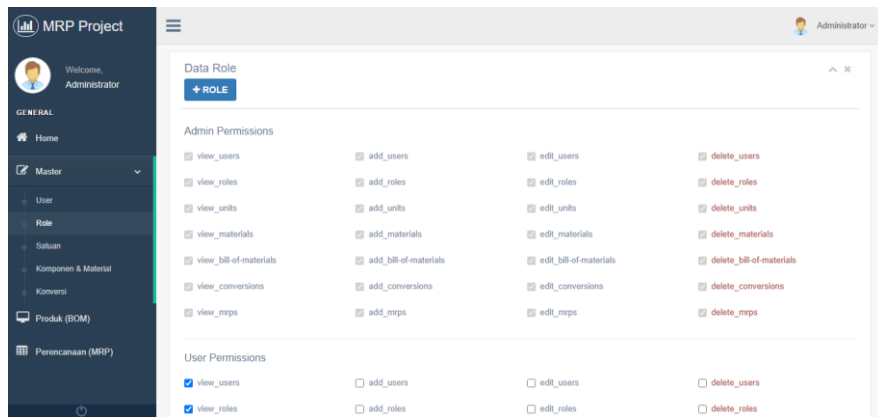 MRP Project
Administrator
Welcome,
Administrator
GENERAL
Home
Master
User
Role
Satuan
Komponen & Material
Konversi
Produk (BOM)
Perencanaan (MRP)
Data Role
+ ROLE
Admin Permissions
view_users add_users edit_users delete_users
view_roles add_roles edit_roles delete_roles
view_units add_units edit_units delete_units
view_materials add_materials edit_materials delete_materials
view_bill-of-materials add_bill-of-materials edit_bill-of-materials delete_bill-of-materials
view_conversions add_conversions edit_conversions delete_conversions
view_mrps add_mrps edit_mrps delete_mrps
User Permissions
view_users add_users edit_users delete_users
view_roles add_roles edit_roles delete_roles